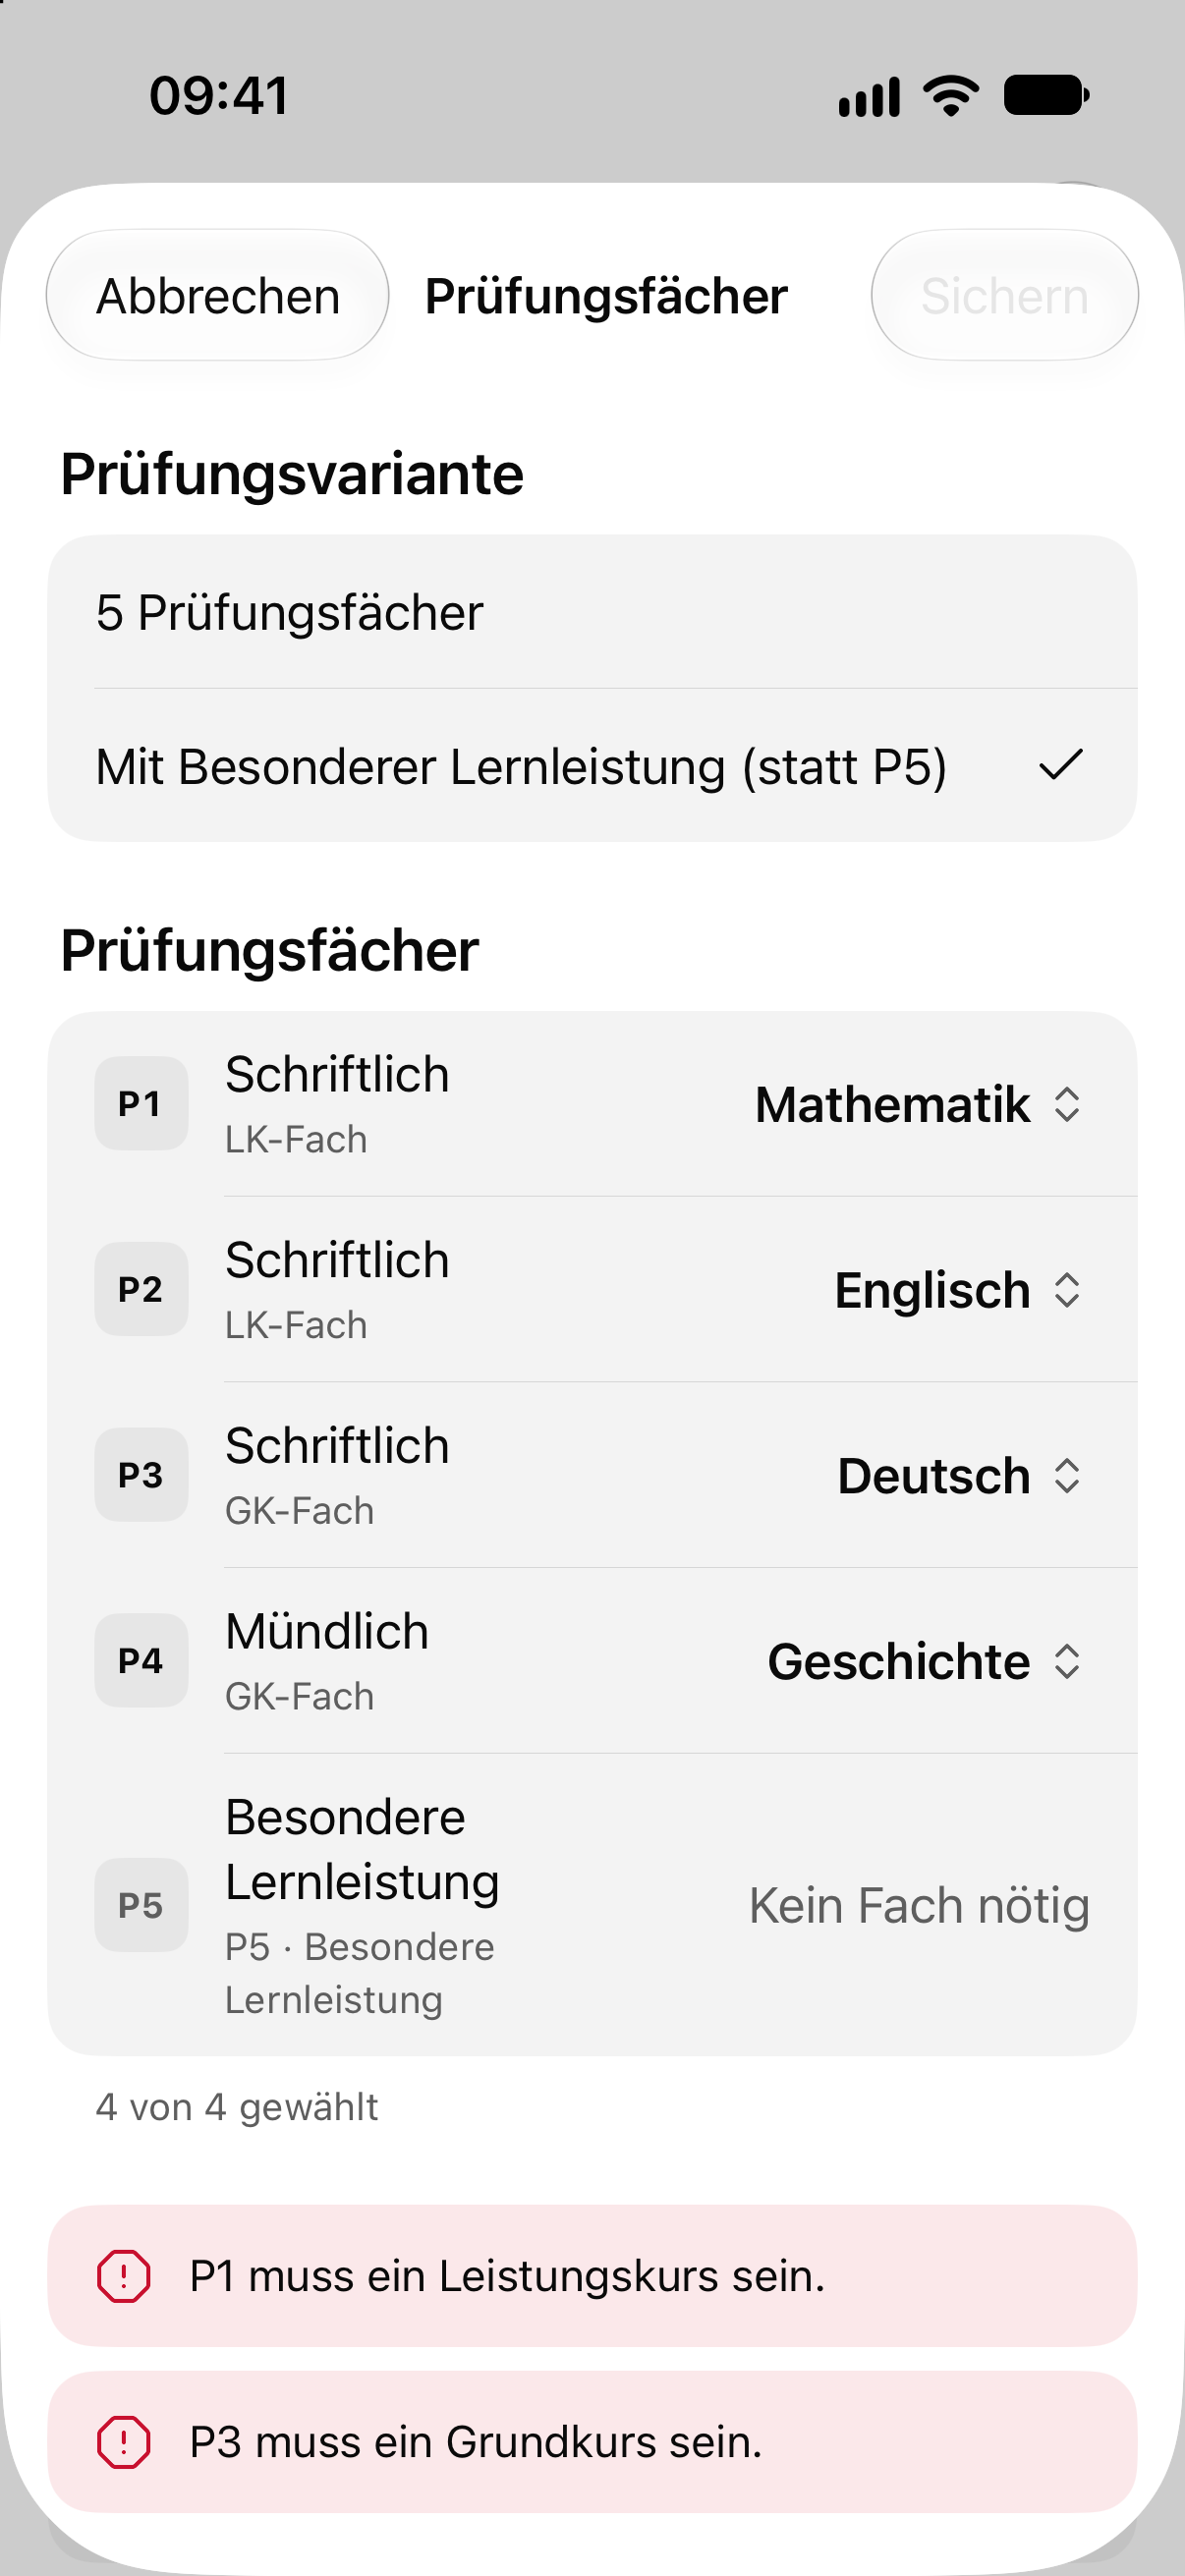 09:41
Abbrechen
Prüfungsfächer
Sichern
Prüfungsvariante
5 Prüfungsfächer
Mit Besonderer Lernleistung (statt P5)
Prüfungsfächer
P1
Schriftlich
LK-Fach
Mathematik
P2
Schriftlich
LK-Fach
Englisch
P3
Schriftlich
GK-Fach
Deutsch
P4
Mündlich
GK-Fach
Geschichte
P5
Besondere
Lernleistung
P5 · Besondere
Lernleistung
Kein Fach nötig
4 von 4 gewählt
P1 muss ein Leistungskurs sein.
P3 muss ein Grundkurs sein.